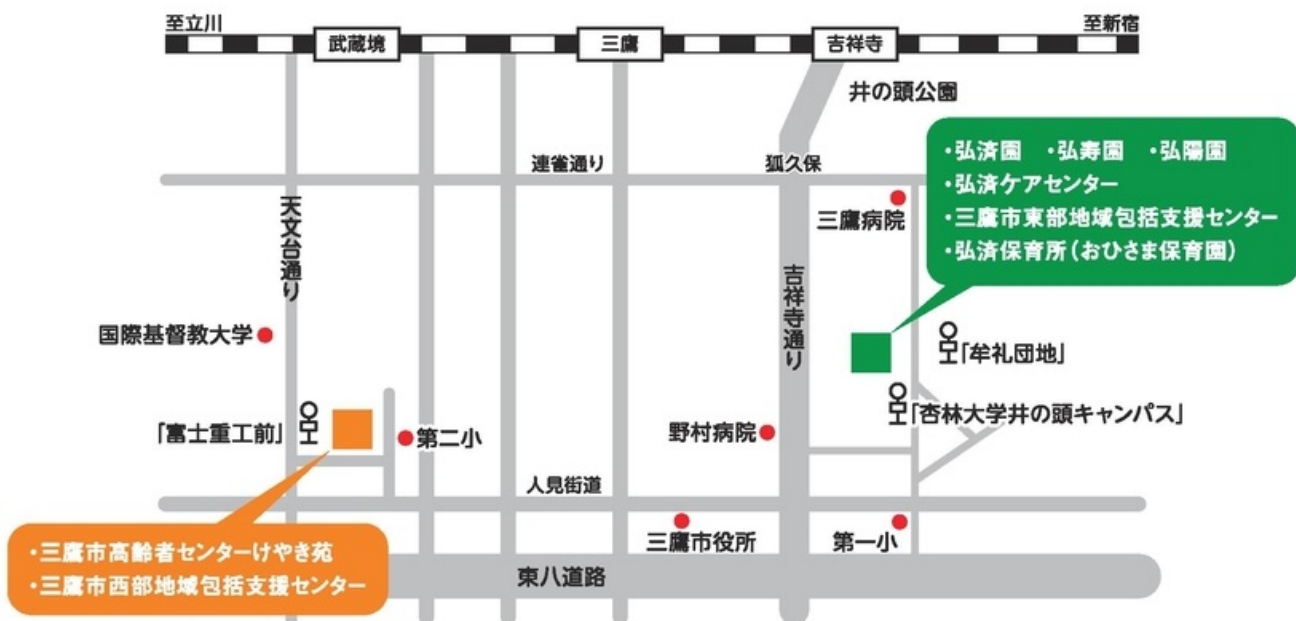 至立川
至新宿
武蔵境
三鷹
吉祥寺
井の頭公園
・弘済園 ・弘寿園 ・弘陽園
・弘済ケアセンター
・三鷹市東部地域包括支援センター
・弘済保育所(おひさま保育園)
連雀通り
狐久保
三鷹病院
天文台通り
吉祥寺通り
国際基督教大学
「牟礼団地」
「杏林大学井の頭キャンパス」
「富士重工前」
第二小
野村病院
人見街道
三鷹市役所
第一小
・三鷹市高齢者センターけやき苑
・三鷹市西部地域包括支援センター
東八道路